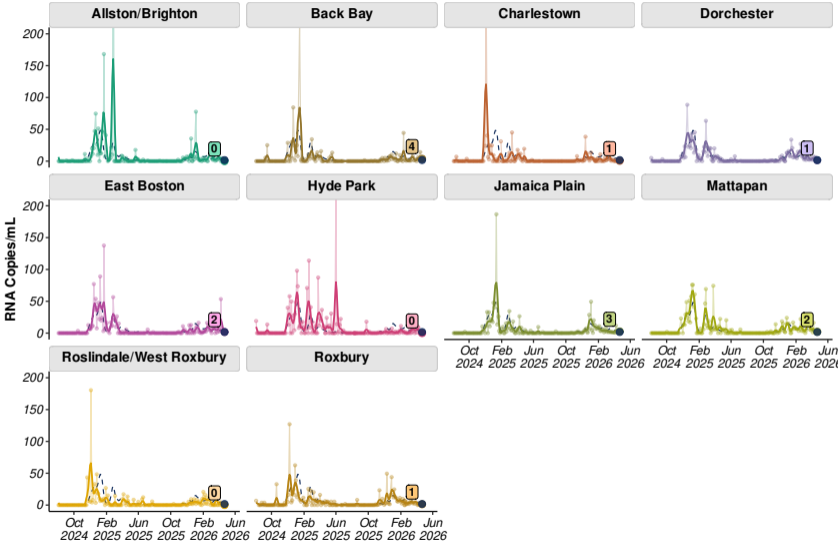 Allston/Brighton Back Bay Charlestown Dorchester
200
150
100
50
0
0 4 1 1
East Boston Hyde Park Jamaica Plain Mattapan
RNA Copies/mL
200
150
100
50
0
2 0 3 2
Oct Feb Jun Oct Feb Jun Oct Feb Jun Oct Feb Jun
2024 2025 2025 2025 2026 2026 2024 2025 2025 2025 2026 2026
Roslindale/West Roxbury Roxbury
200
150
100
50
0
0 1
Oct Feb Jun Oct Feb Jun Oct Feb Jun Oct Feb Jun
2024 2025 2025 2025 2026 2026 2024 2025 2025 2025 2026 2026